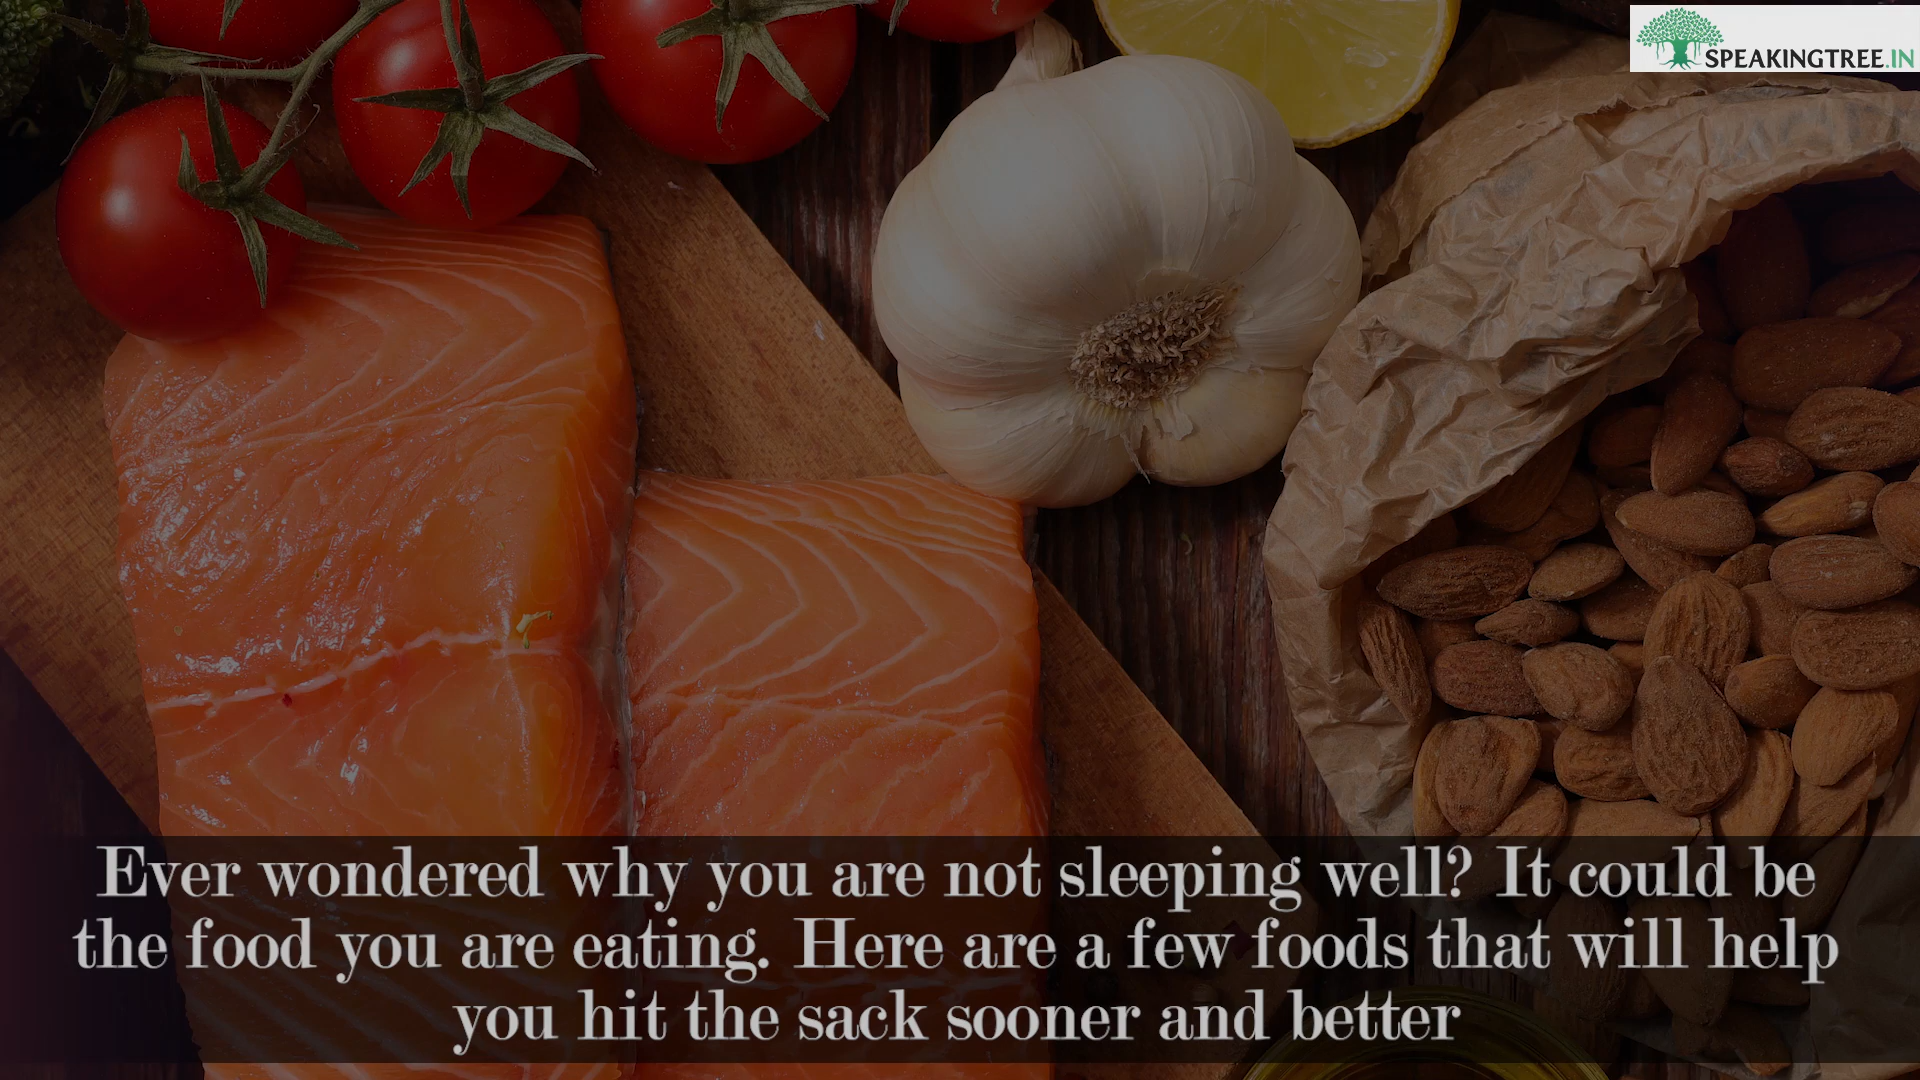 SPEAKINGTREE.IN
Ever wondered why you are not sleeping well? It could be
the food you are eating. Here are a few foods that will help
you hit the sack sooner and better